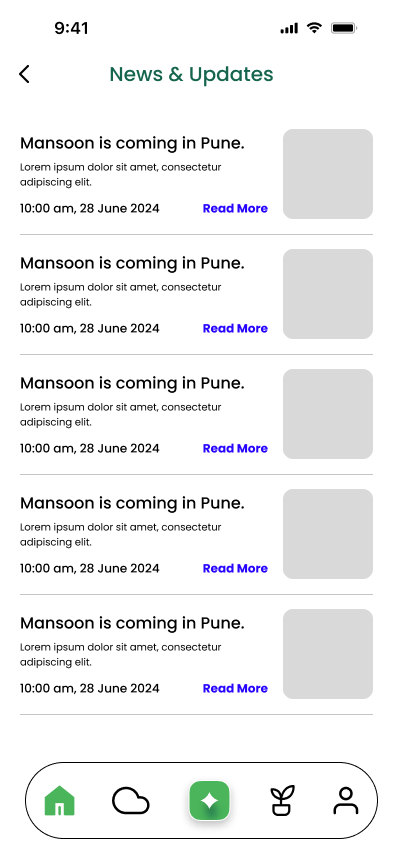 9:41
News & Updates
Mansoon is coming in Pune.
Lorem ipsum dolor sit amet, consectetur
adipiscing elit.
10:00 am, 28 June 2024 Read More
Mansoon is coming in Pune.
Lorem ipsum dolor sit amet, consectetur
adipiscing elit.
10:00 am, 28 June 2024 Read More
Mansoon is coming in Pune.
Lorem ipsum dolor sit amet, consectetur
adipiscing elit.
10:00 am, 28 June 2024 Read More
Mansoon is coming in Pune.
Lorem ipsum dolor sit amet, consectetur
adipiscing elit.
10:00 am, 28 June 2024 Read More
Mansoon is coming in Pune.
Lorem ipsum dolor sit amet, consectetur
adipiscing elit.
10:00 am, 28 June 2024 Read More